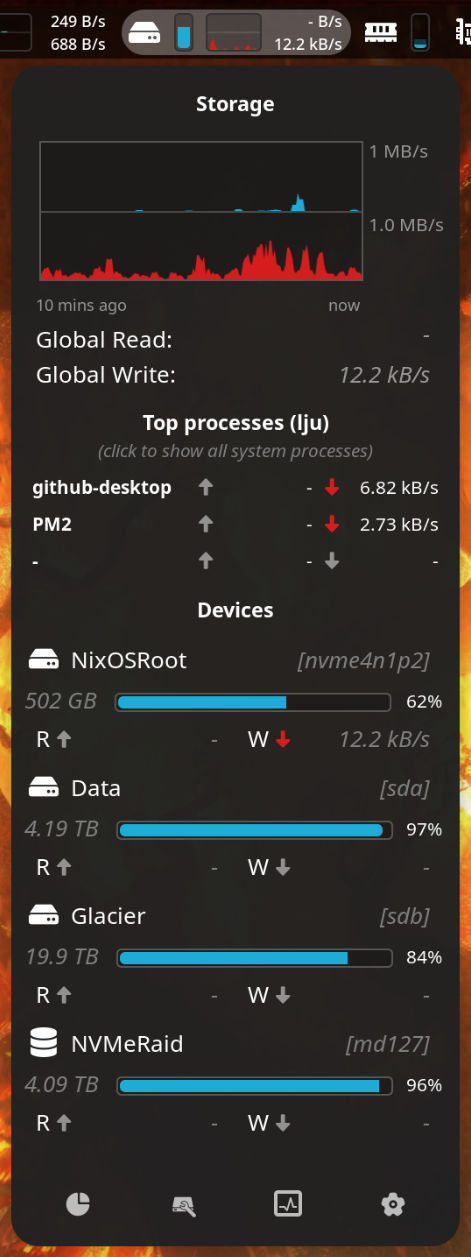 249 B/s
688 B/s
- B/s
12.2 kB/s
Storage
1 MB/s
1.0 MB/s
10 mins ago now
Global Read: -
Global Write: 12.2 kB/s
Top processes (lju)
(click to show all system processes)
github-desktop - 6.82 kB/s
PM2 - 2.73 kB/s
- - -
Devices
NixOSRoot [nvme4n1p2]
502 GB 62%
R - W 12.2 kB/s
Data [sda]
4.19 TB 97%
R - W -
Glacier [sdb]
19.9 TB 84%
R - W -
NVMeRaid [md127]
4.09 TB 96%
R - W -